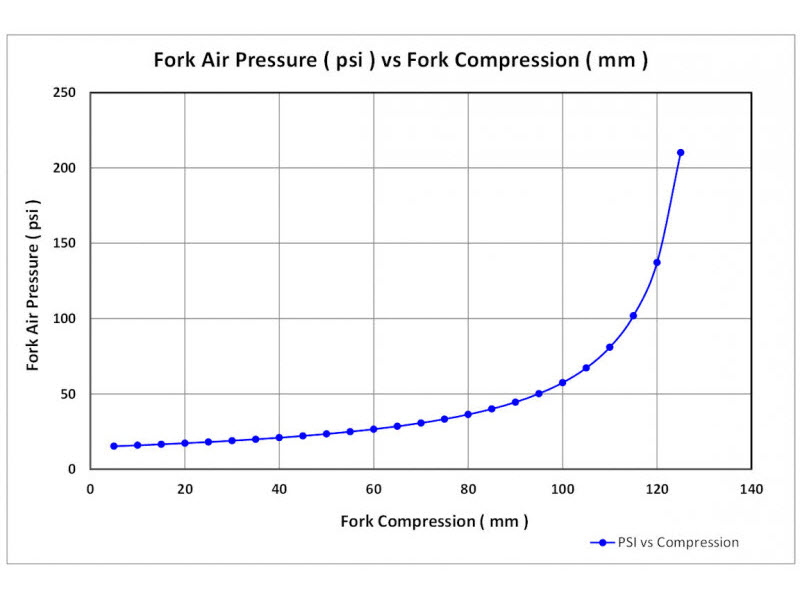 Fork Air Pressure ( psi ) vs Fork Compression ( mm )
250
200
150
100
50
0
Fork Air Pressure ( psi )
0 20 40 60 80 100 120 140
Fork Compression ( mm )
PSI vs Compression